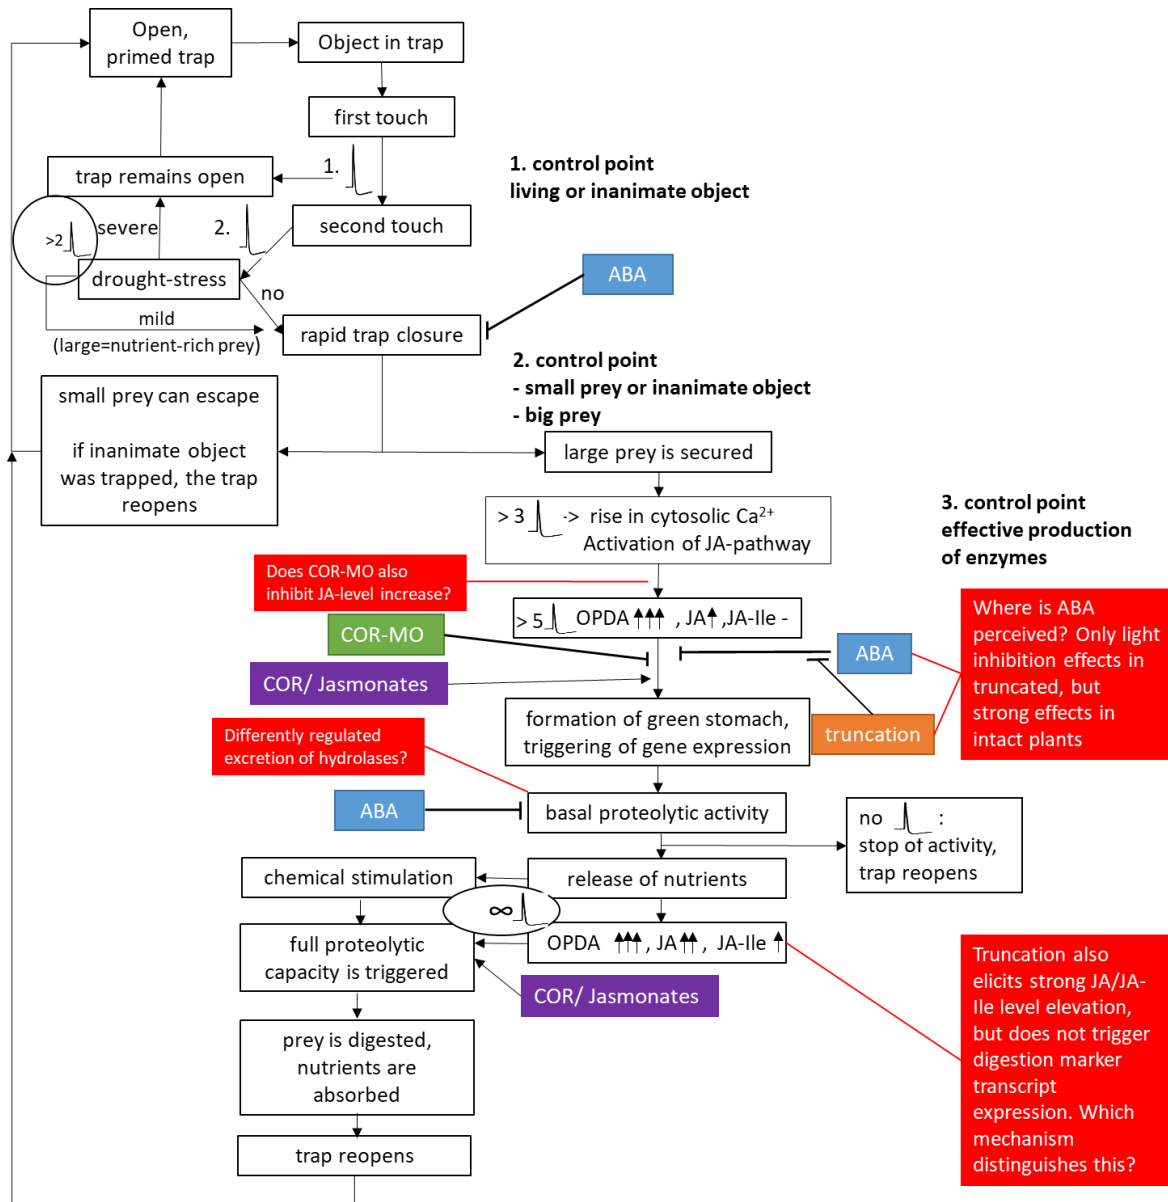 Open,
primed trap
Object in trap
first touch
1.
trap remains open
1. control point
living or inanimate object
second touch
2.
severe
>2
drought-stress
no
ABA
mild
(large=nutrient-rich prey)
rapid trap closure
2. control point
- small prey or inanimate object
- big prey
small prey can escape
if inanimate object
was trapped, the trap
reopens
large prey is secured
> 3 -> rise in cytosolic Ca²⁺
Activation of JA-pathway
3. control point
effective production
of enzymes
Does COR-MO also
inhibit JA-level increase?
> 5 OPDA ↑↑↑ , JA↑ ,JA-Ile -
COR-MO
COR/ Jasmonates
ABA
truncation
Where is ABA
perceived? Only light
inhibition effects in
truncated, but
strong effects in
intact plants
formation of green stomach,
triggering of gene expression
Differently regulated
excretion of hydrolases?
ABA
basal proteolytic activity
no :
stop of activity,
trap reopens
chemical stimulation
release of nutrients
∞
OPDA ↑↑↑ , JA ↑↑ , JA-Ile ↑
full proteolytic
capacity is triggered
COR/ Jasmonates
Truncation also
elicits strong JA/JA-
Ile level elevation,
but does not trigger
digestion marker
transcript
expression. Which
mechanism
distinguishes this?
prey is digested,
nutrients are
absorbed
trap reopens